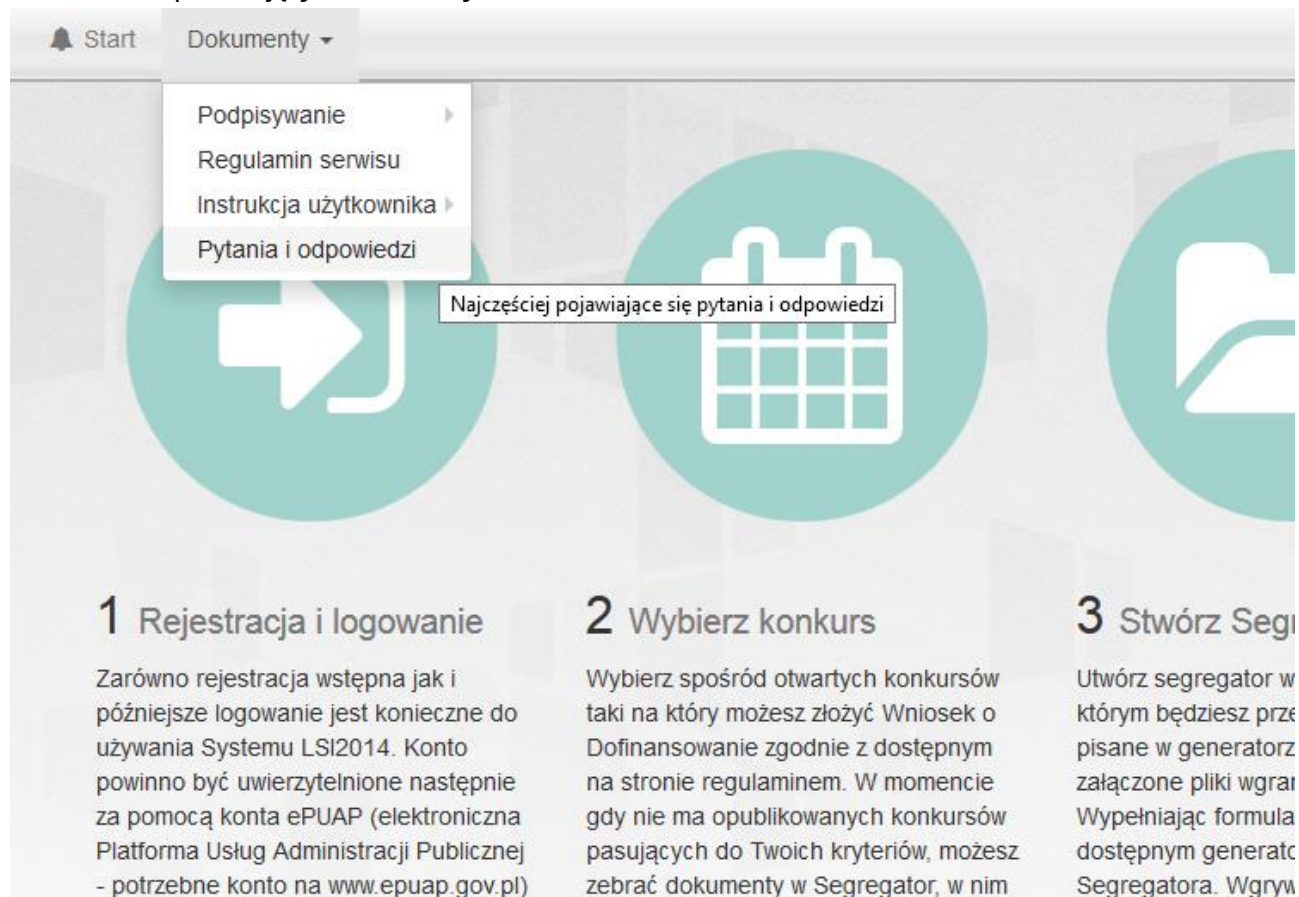 Start Dokumenty
Podpisywanie
Regulamin serwisu
Instrukcja użytkownika
Pytania i odpowiedzi
Najczęściej pojawiające się pytania i odpowiedzi
1 Rejestracja i logowanie
Zarówno rejestracja wstępna jak i
późniejsze logowanie jest konieczne do
używania Systemu LSI2014. Konto
powinno być uwierzytelnione następnie
za pomocą konta ePUAP (elektroniczna
Platforma Usług Administracji Publicznej
- potrzebne konto na www.epuap.gov.pl)
2 Wybierz konkurs
Wybierz spośród otwartych konkursów
taki na który możesz złożyć Wniosek o
Dofinansowanie zgodnie z dostępnym
na stronie regulaminem. W momencie
gdy nie ma opublikowanych konkursów
pasujących do Twoich kryteriów, możesz
zebrać dokumenty w Segregator, w nim
3 Stwórz Segr
Utwórz segregator w
którym będziesz prze
pisane w generatorz
załączone pliki wgran
Wypełniając formula
dostępnym generato
Segregatora. Wgryw